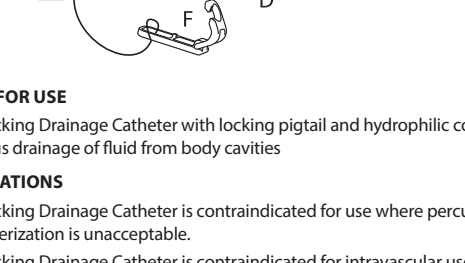 F
D
FOR USE
cking Drainage Catheter with locking pigtail and hydrophilic co
us drainage of fluid from body cavities
ATIONS
cking Drainage Catheter is contraindicated for use where percu
erization is unacceptable.
cking Drainage Catheter is contraindicated for intravascular use